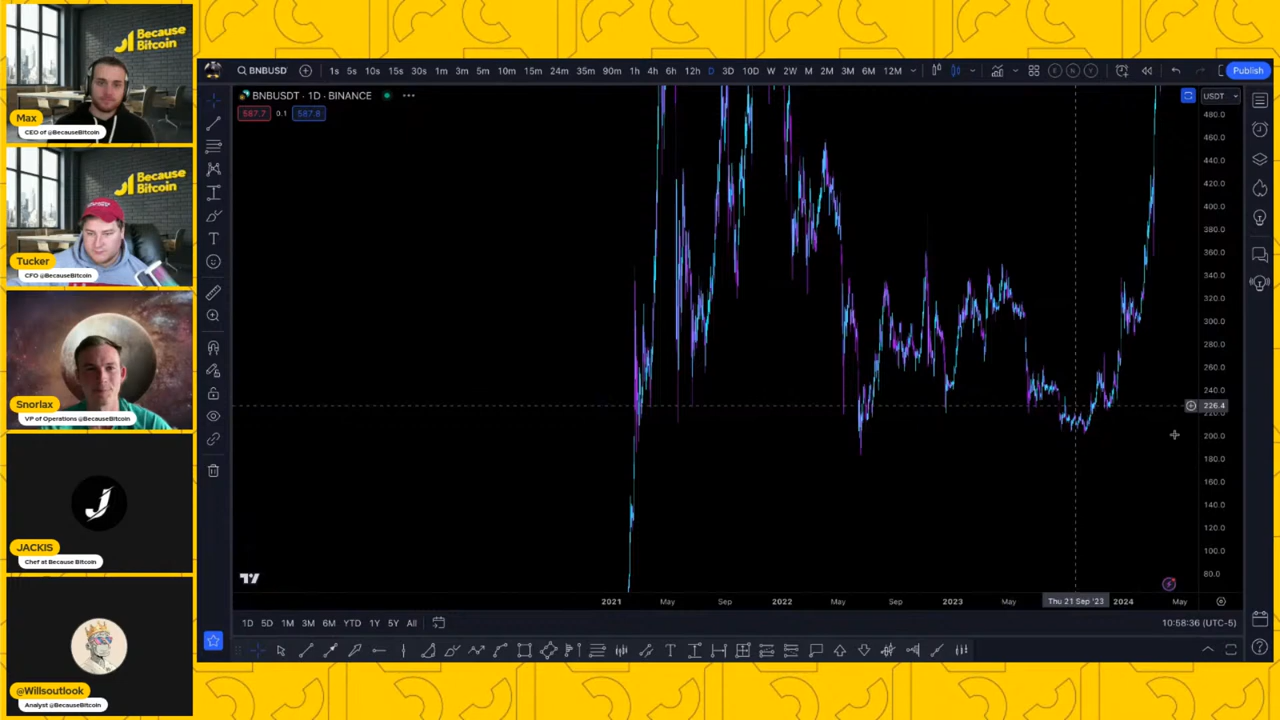 Because
Bitcoin
Max
CEO of @BecauseBitcoin
Because
Bitcoin
Tucker
CFO @BecauseBitcoin
Snorlax
VP of Operations @BecauseBitcoin
JACKIS
Chef at Because Bitcoin
@Willsoutlook
Analyst @BecauseBitcoin
BNBUSD 1s 5s 10s 15s 30s 1m 3m 5m 10m 15m 24m 35m 90m 1h 4h 6h 12h D 3D 10D W 2W M 2M 3M 6M 12M E N Y Publish
BNBUSDT · 1D · BINANCE
587.7 0.1 587.8
USDT
480.0
460.0
440.0
420.0
400.0
380.0
360.0
340.0
320.0
300.0
280.0
260.0
240.0
226.4
200.0
180.0
160.0
140.0
120.0
100.0
80.0
2021 May Sep 2022 May Sep 2023 May Thu 21 Sep '23 2024 May
1D 5D 1M 3M 6M YTD 1Y 5Y All 10:58:36 (UTC-5)